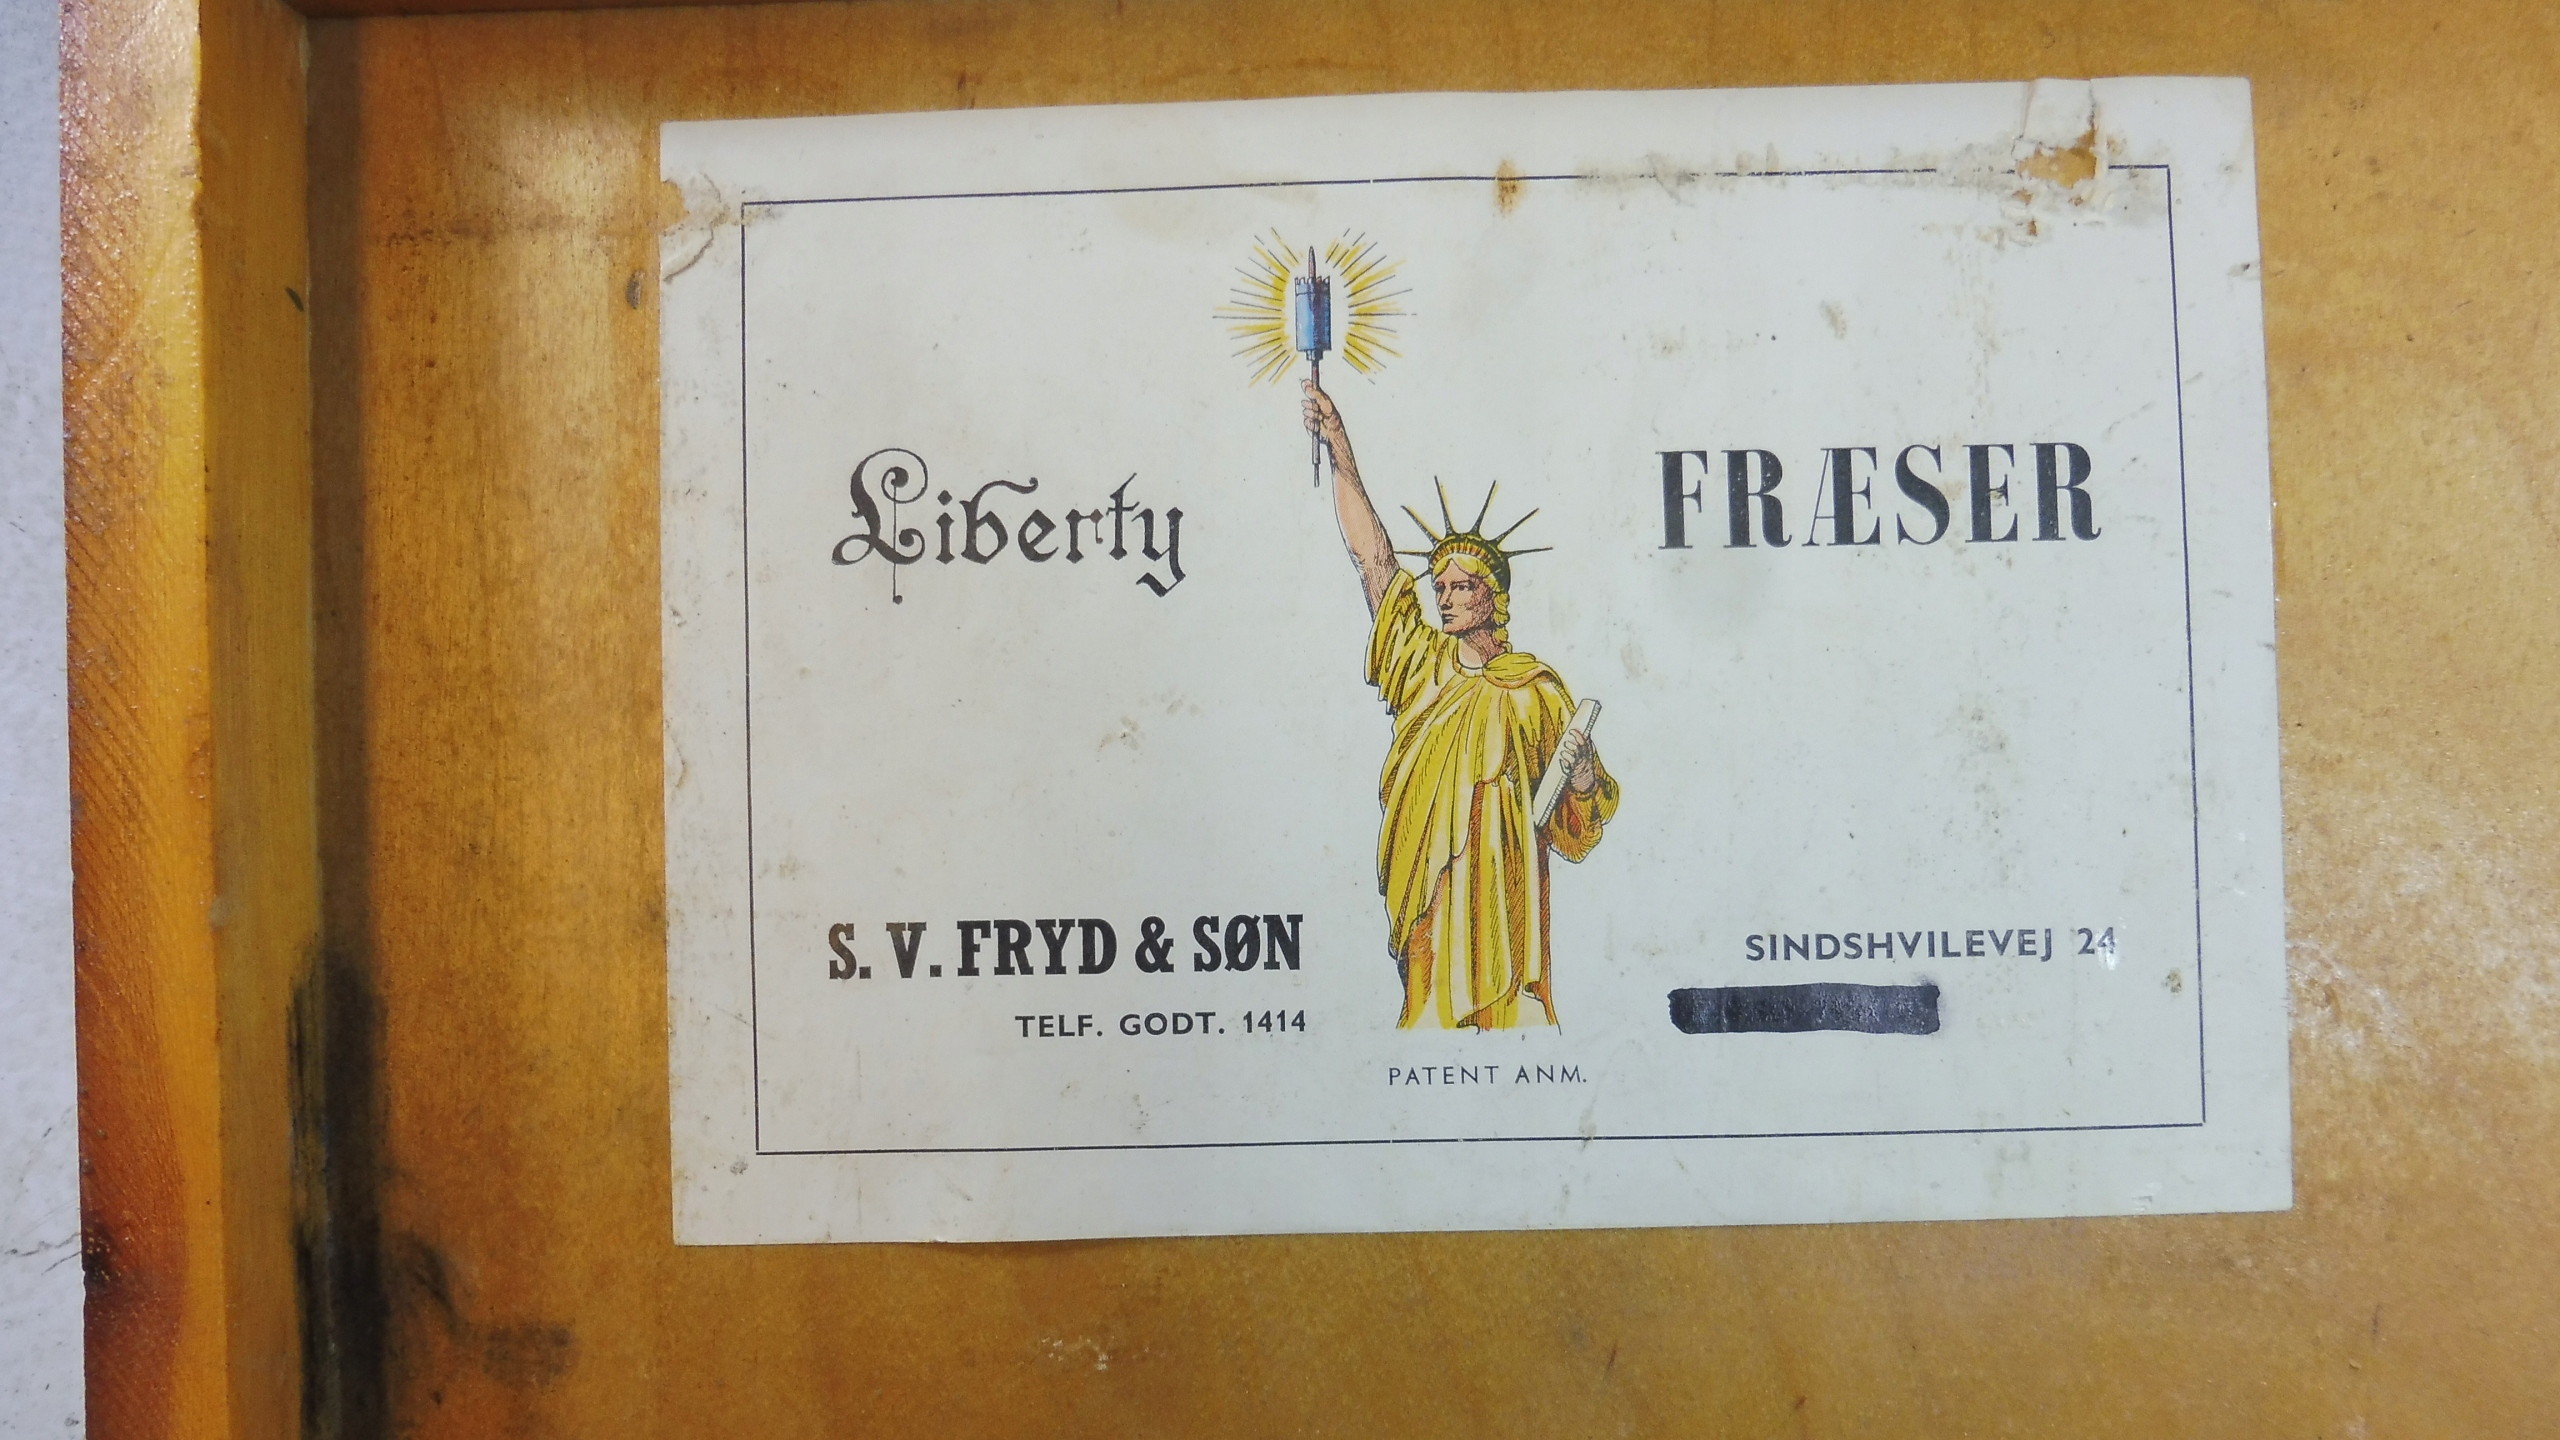 Liberty FRÆSER
S. V. FRYD & SØN
TELF. GODT. 1414
SINDSHVILEVEJ 24
PATENT ANM.